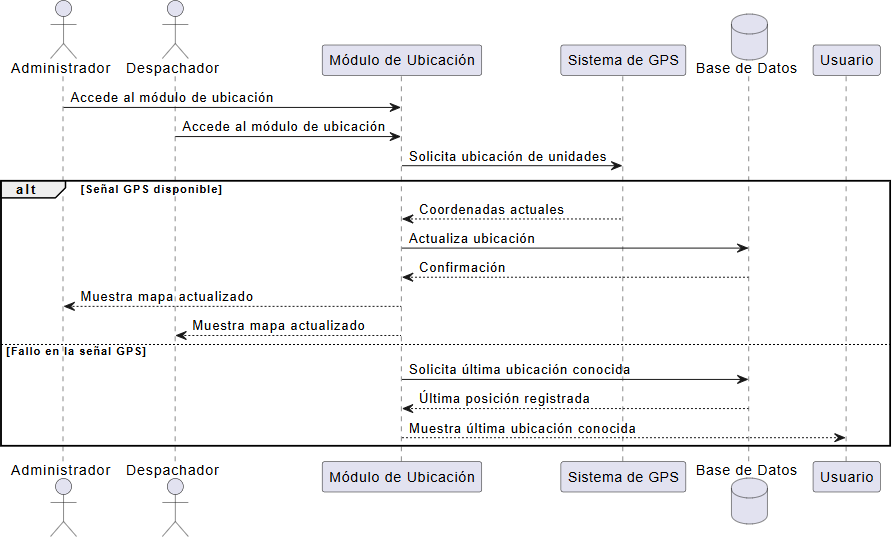 Administrador
Despachador
Módulo de Ubicación
Sistema de GPS
Base de Datos
Usuario
Accede al módulo de ubicación
Accede al módulo de ubicación
Solicita ubicación de unidades
alt
[Señal GPS disponible]
Coordenadas actuales
Actualiza ubicación
Confirmación
Muestra mapa actualizado
Muestra mapa actualizado
[Fallo en la señal GPS]
Solicita última ubicación conocida
Última posición registrada
Muestra última ubicación conocida
Administrador
Despachador
Módulo de Ubicación
Sistema de GPS
Base de Datos
Usuario